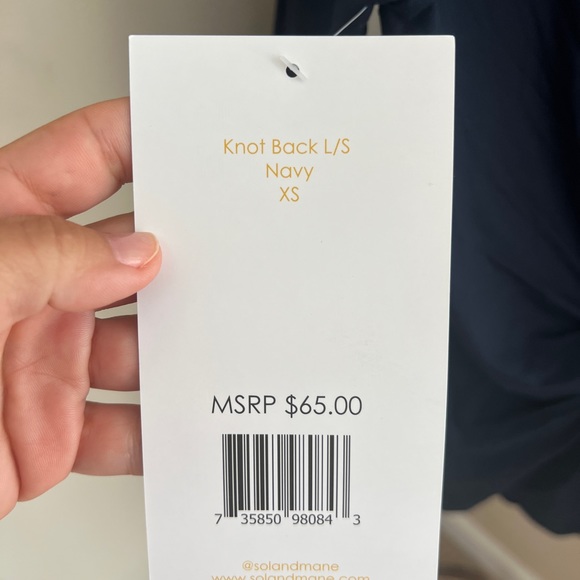 Knot Back L/S
Navy
XS
MSRP $65.00
7 35850 98084 3
@solandmane
www.solandmane.com